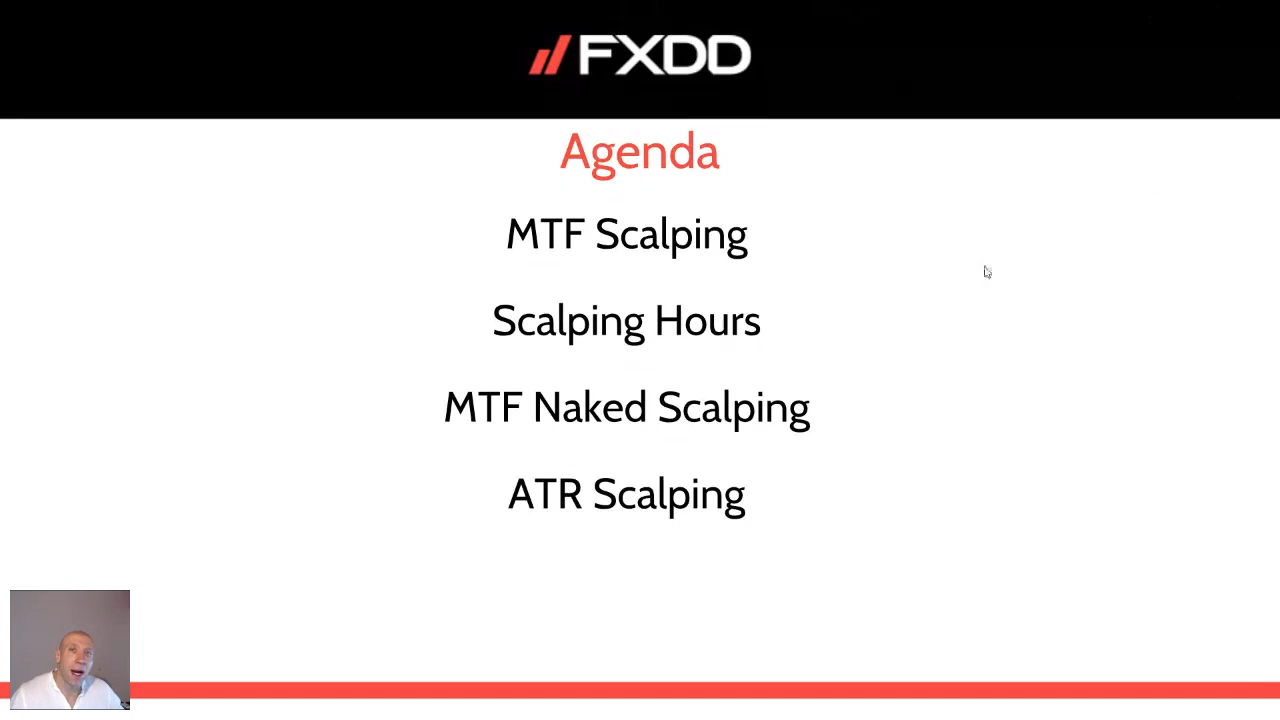 FXDD
Agenda
MTF Scalping
Scalping Hours
MTF Naked Scalping
ATR Scalping